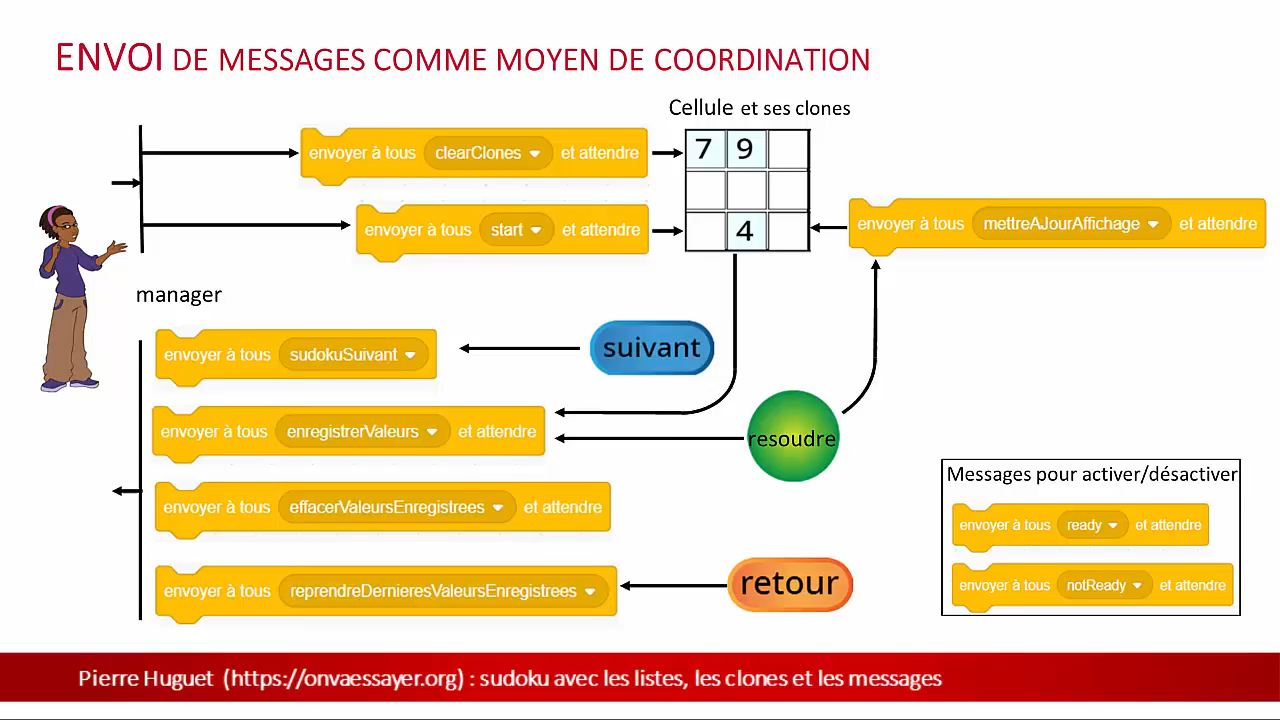 ENVOI DE MESSAGES COMME MOYEN DE COORDINATION
Cellule et ses clones
envoyer à tous clearClones et attendre
7 9
envoyer à tous start et attendre
4
envoyer à tous mettreAJourAffichage et attendre
manager
envoyer à tous sudokuSuivant
suivant
envoyer à tous enregistrerValeurs et attendre
resoudre
envoyer à tous effacerValeursEnregistrees et attendre
envoyer à tous reprendreDernieresValeursEnregistrees
retour
Messages pour activer/désactiver
envoyer à tous ready et attendre
envoyer à tous notReady et attendre
Pierre Huguet (https://onvaessayer.org) : sudoku avec les listes, les clones et les messages